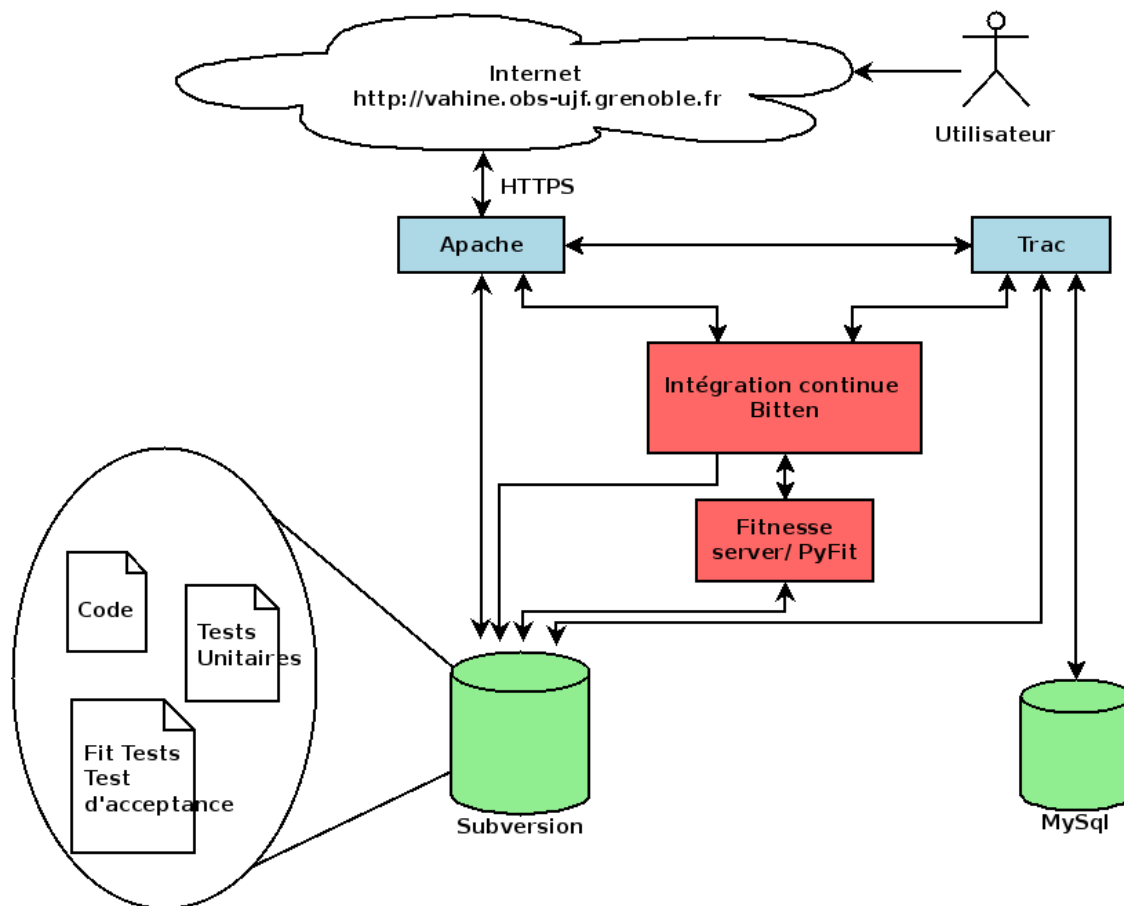 Internet
http://vahine.obs-ujf.grenoble.fr
Utilisateur
HTTPS
Apache
Trac
Intégration continue
Bitten
Fitnesse
server/ PyFit
Code
Tests
Unitaires
Fit Tests
Test
d'acceptance
Subversion
MySql